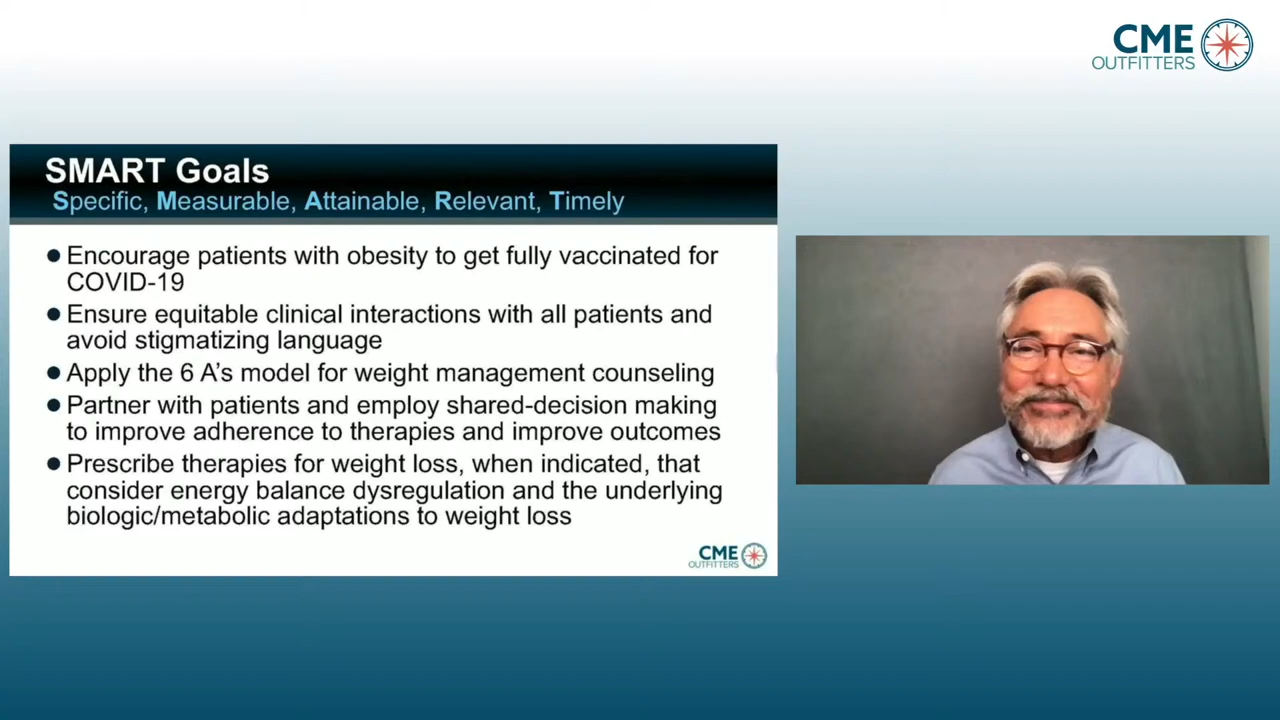 CME
OUTFITTERS
SMART Goals
Specific, Measurable, Attainable, Relevant, Timely
● Encourage patients with obesity to get fully vaccinated for
COVID-19
● Ensure equitable clinical interactions with all patients and
avoid stigmatizing language
● Apply the 6 A’s model for weight management counseling
● Partner with patients and employ shared-decision making
to improve adherence to therapies and improve outcomes
● Prescribe therapies for weight loss, when indicated, that
consider energy balance dysregulation and the underlying
biologic/metabolic adaptations to weight loss
CME
OUTFITTERS